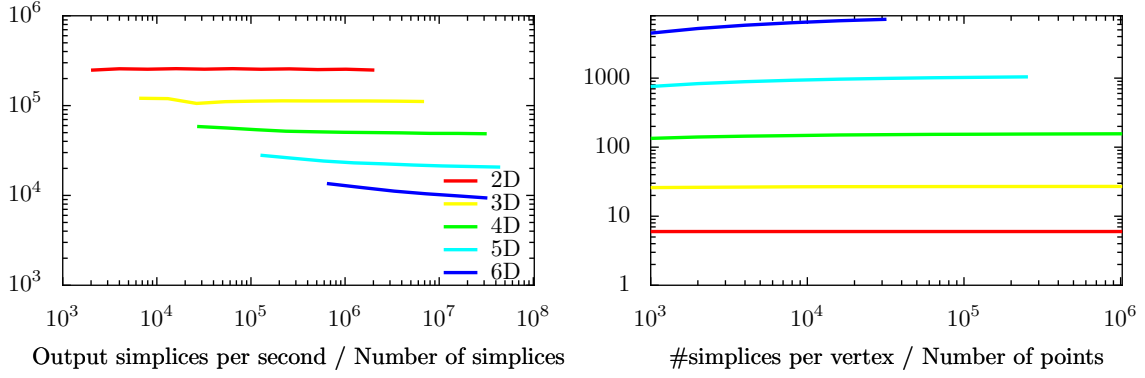 10^6
10^5
10^4
10^3
10^3 10^4 10^5 10^6 10^7 10^8
2D
3D
4D
5D
6D
Output simplices per second / Number of simplices
1000
100
10
1
10^3 10^4 10^5 10^6
#simplices per vertex / Number of points